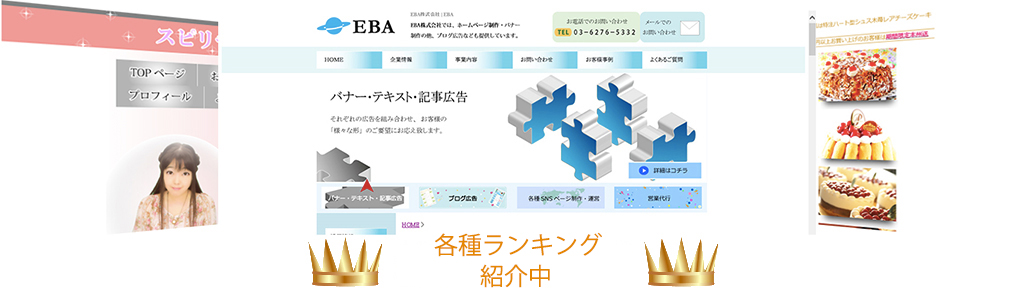 スピリ
TOP ページ
お
プロフィール
EBA
EBA株式会社 | EBA
EBA株式会社では、ホームページ制作・バナー
制作の他、ブログ広告なども提供しています。
お電話でのお問い合わせ
TEL 03-6276-5332
メールでの
お問い合わせ
HOME
企業情報
事業内容
お問い合わせ
お客様事例
よくあるご質問
バナー・テキスト・記事広告
それぞれの広告を組み合わせ、お客様の
「様々な形」のご要望にお応え致します。
詳細はコチラ
バナー・テキスト・記事広告
ブログ広告
各種SNSページ制作・運営
営業代行
HOME
各種ランキング
紹介中